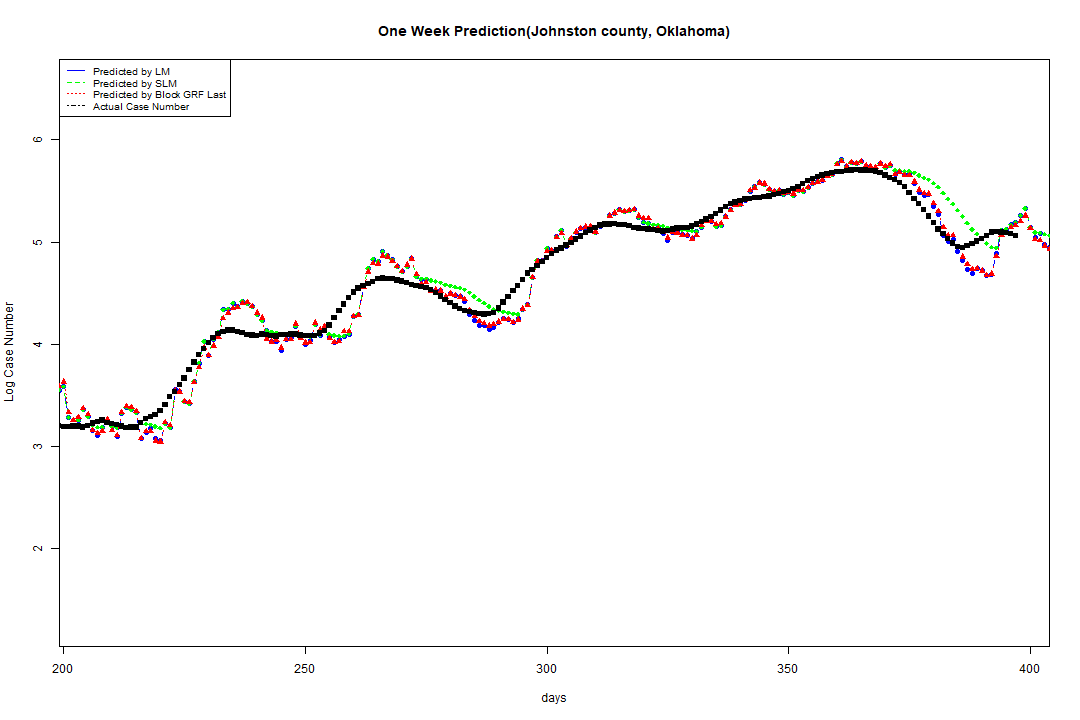 One Week Prediction(Johnston county, Oklahoma)
Predicted by LM
Predicted by SLM
Predicted by Block GRF Last
Actual Case Number
6
5
4
3
2
Log Case Number
200 250 300 350 400
days